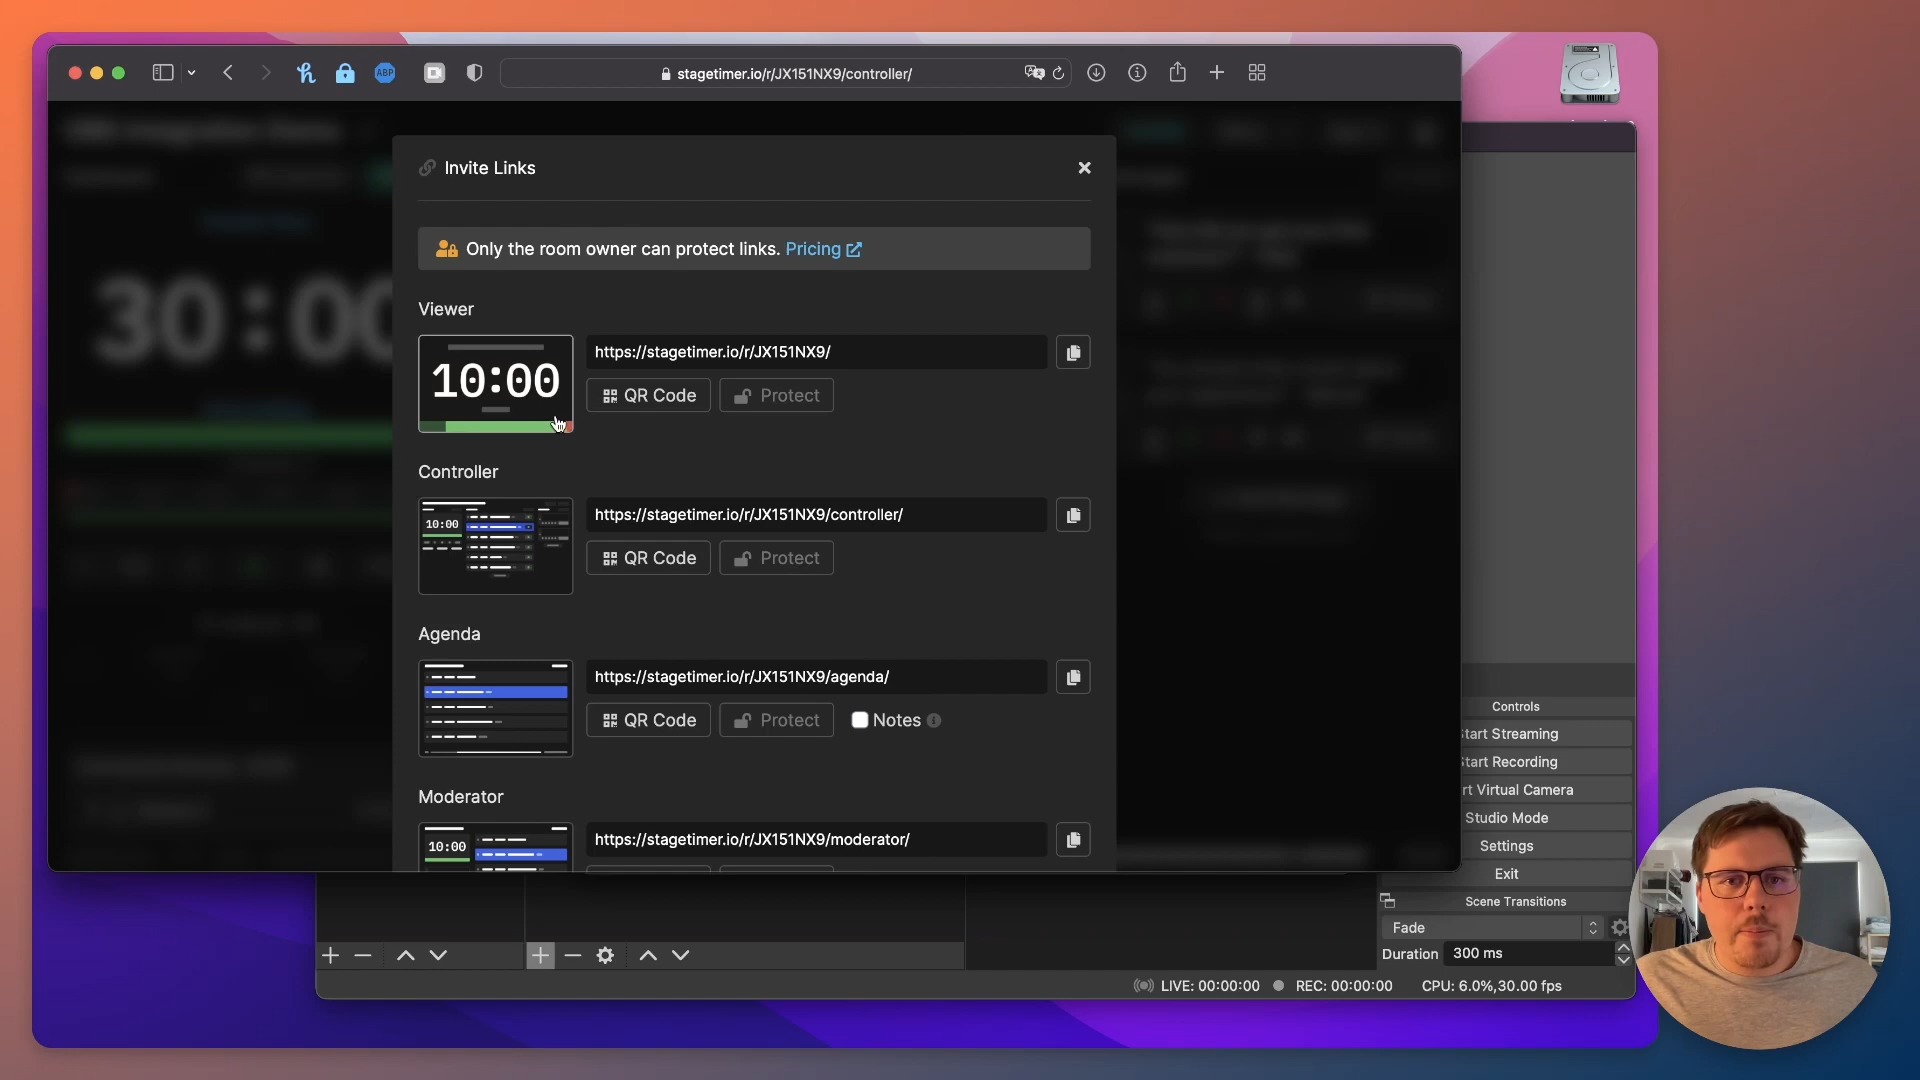 ABP
stagetimer.io/r/JX151NX9/controller/
Invite Links
Only the room owner can protect links. Pricing
30:00
Viewer
10:00
https://stagetimer.io/r/JX151NX9/
QR Code
Protect
Controller
10:00
https://stagetimer.io/r/JX151NX9/controller/
QR Code
Protect
Agenda
https://stagetimer.io/r/JX151NX9/agenda/
QR Code
Protect
Notes
Moderator
10:00
https://stagetimer.io/r/JX151NX9/moderator/
Controls
tart Streaming
tart Recording
rt Virtual Camera
Studio Mode
Settings
Exit
Scene Transitions
Fade
Duration 300 ms
LIVE: 00:00:00 REC: 00:00:00 CPU: 6.0%,30.00 fps